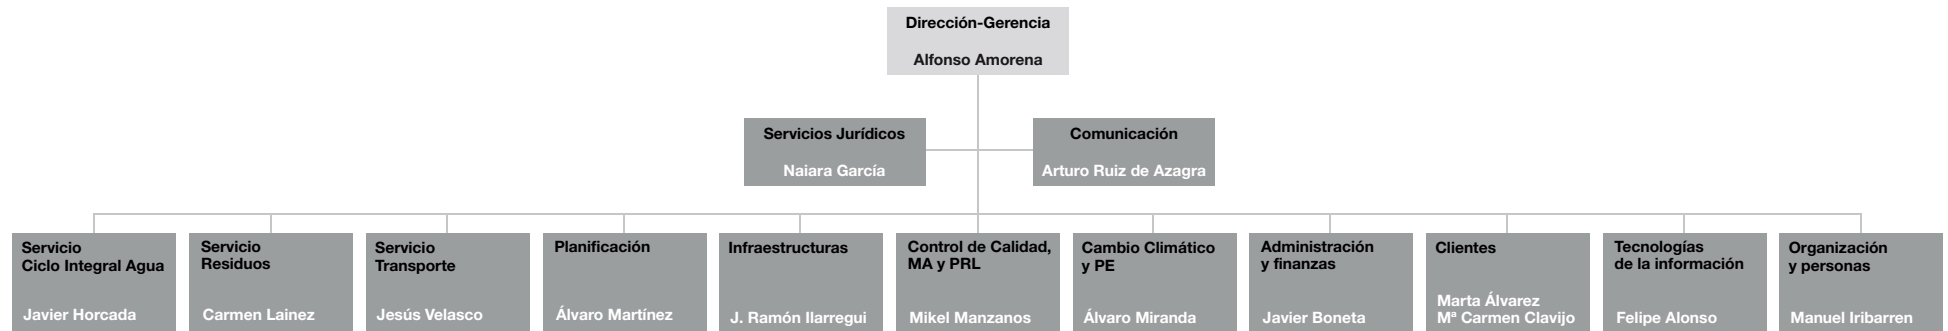 Dirección-Gerencia
Alfonso Amorena
Servicios Jurídicos
Naiara García
Comunicación
Arturo Ruiz de Azagra
Servicio
Ciclo Integral Agua
Javier Horcada
Servicio
Residuos
Carmen Lainez
Servicio
Transporte
Jesús Velasco
Planificación
Álvaro Martínez
Infraestructuras
J. Ramón Ilarregui
Control de Calidad,
MA y PRL
Mikel Manzanos
Cambio Climático
y PE
Álvaro Miranda
Administración
y finanzas
Javier Boneta
Clientes
Marta Álvarez
Mª Carmen Clavijo
Tecnologías
de la información
Felipe Alonso
Organización
y personas
Manuel Iribarren